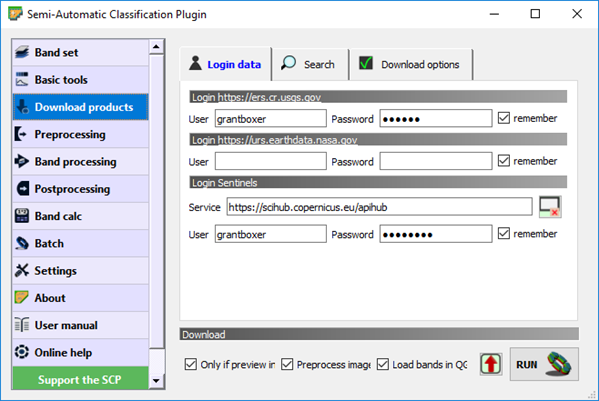 Semi-Automatic Classification Plugin
Band set
Basic tools
Download products
Preprocessing
Band processing
Postprocessing
Band calc
Batch
Settings
About
User manual
Online help
Support the SCP
Login data Search Download options
Login https://ers.cr.usgs.gov
User grantboxer Password ●●●●●● remember
Login https://urs.earthdata.nasa.gov
User Password remember
Login Sentinels
Service https://scihub.copernicus.eu/apihub
User grantboxer Password ●●●●●●●● remember
Download
Only if preview in Preprocess image Load bands in QG RUN